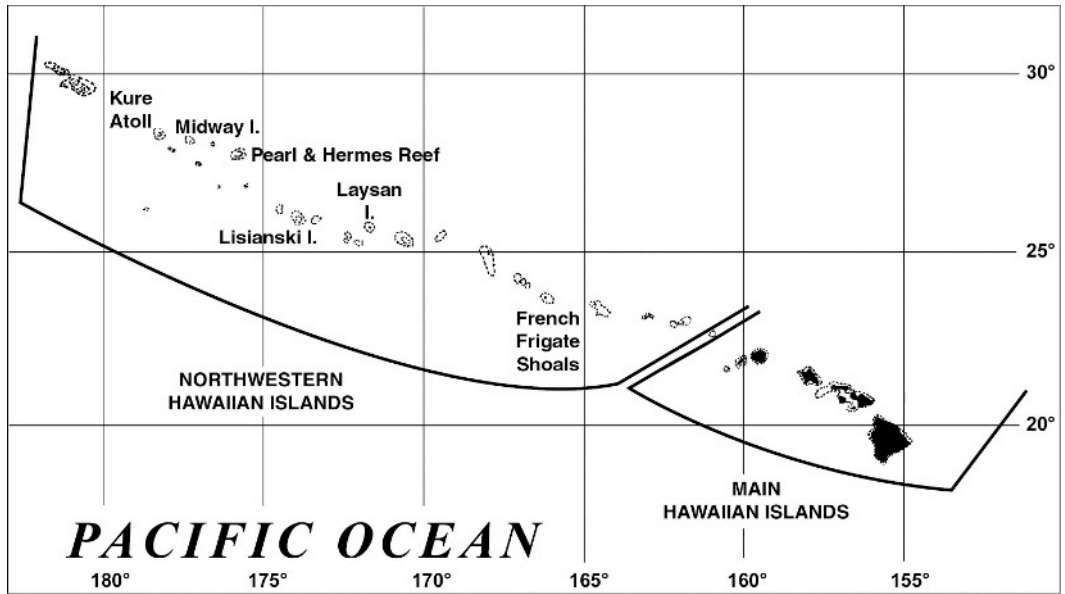 30°
Kure
Atoll
Midway I.
Pearl & Hermes Reef
Laysan
I.
Lisianski I.
25°
French
Frigate
Shoals
NORTHWESTERN
HAWAIIAN ISLANDS
20°
MAIN
HAWAIIAN ISLANDS
PACIFIC OCEAN
180°
175°
170°
165°
160°
155°